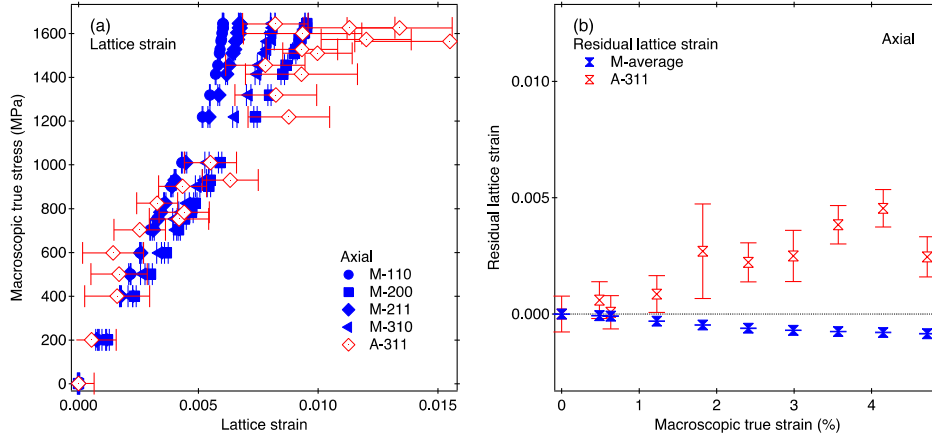 (a)
Lattice strain
Macroscopic true stress (MPa)
1600
1400
1200
1000
800
600
400
200
0
Axial
M-110
M-200
M-211
M-310
A-311
0.000
0.005
0.010
0.015
Lattice strain
(b)
Axial
Residual lattice strain
M-average
A-311
Residual lattice strain
0.010
0.005
0.000
0
1
2
3
4
Macroscopic true strain (%)